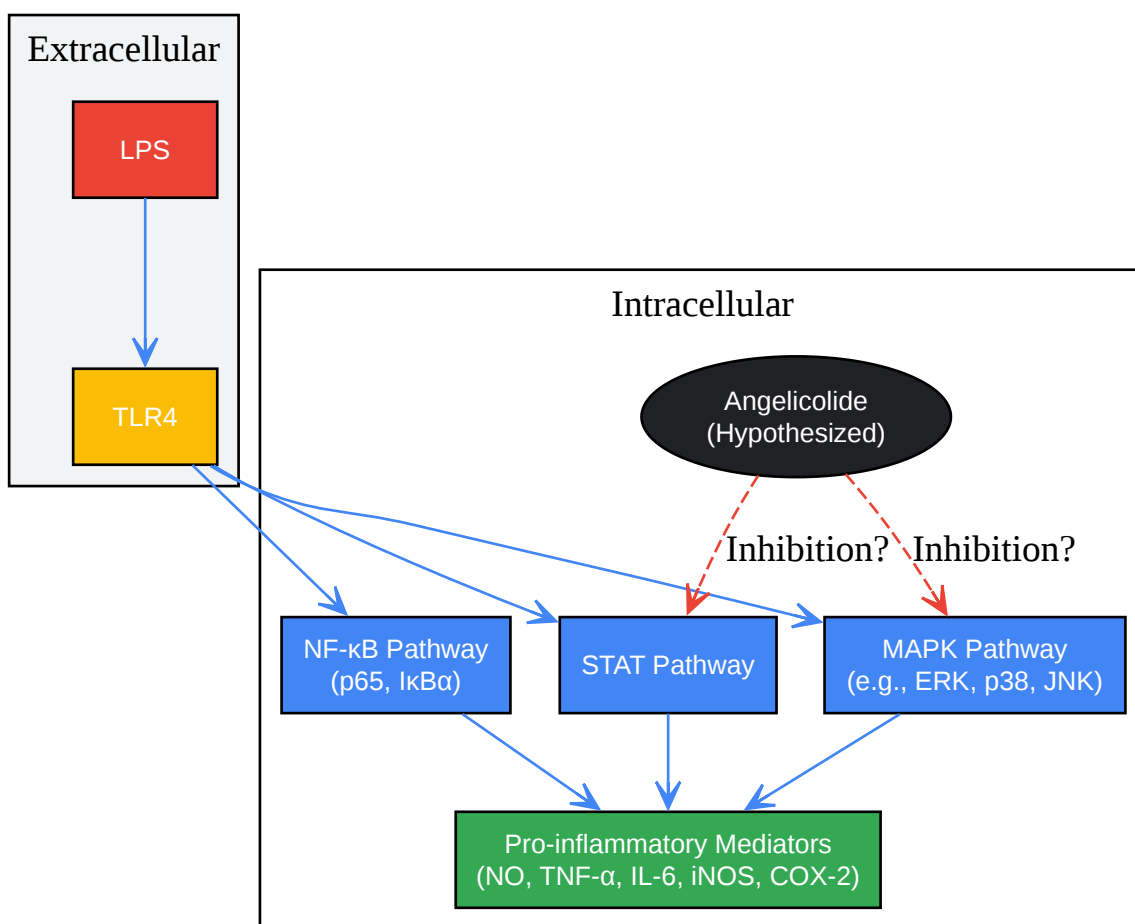 Extracellular
LPS
TLR4
Intracellular
Angelicolide
(Hypothesized)
Inhibition?
Inhibition?
NF-κB Pathway
(p65, IκBα)
STAT Pathway
MAPK Pathway
(e.g., ERK, p38, JNK)
Pro-inflammatory Mediators
(NO, TNF-α, IL-6, iNOS, COX-2)